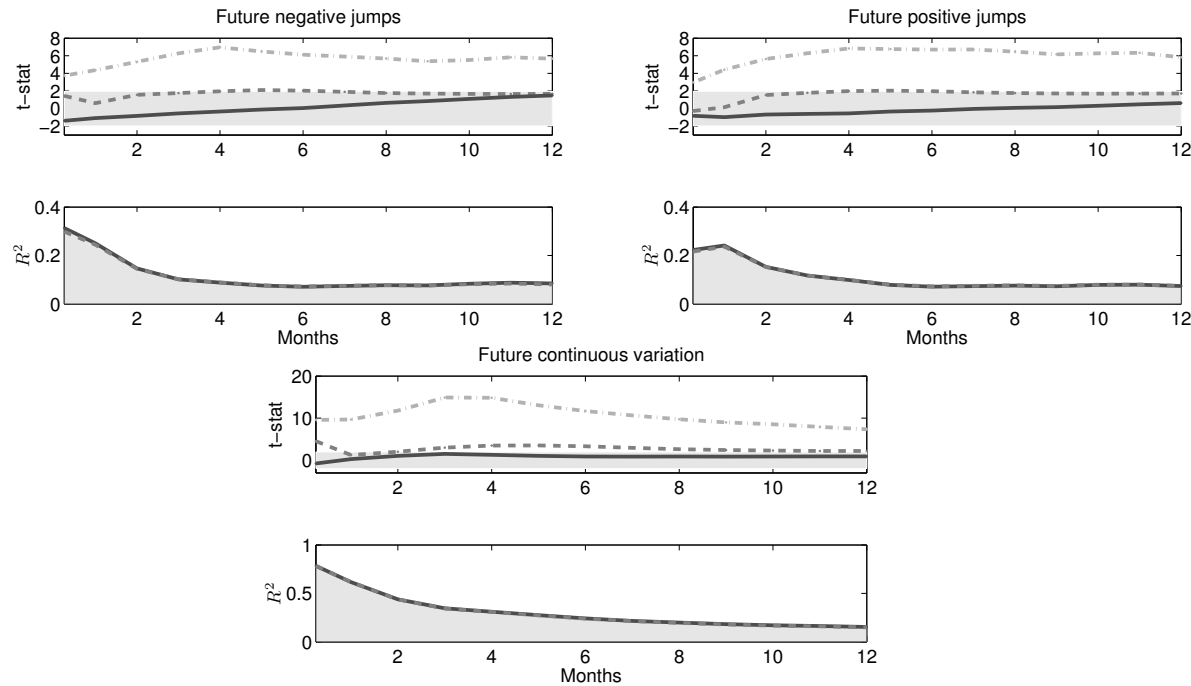 Future negative jumps
8
6
4
2
0
−2
t−stat
2 4 6 8 10 12
0.4
0.2
0
R²
2 4 6 8 10 12
Months
Future positive jumps
8
6
4
2
0
−2
t−stat
2 4 6 8 10 12
0.4
0.2
0
R²
2 4 6 8 10 12
Months
Future continuous variation
20
10
0
t−stat
2 4 6 8 10 12
1
0.5
0
R²
2 4 6 8 10 12
Months